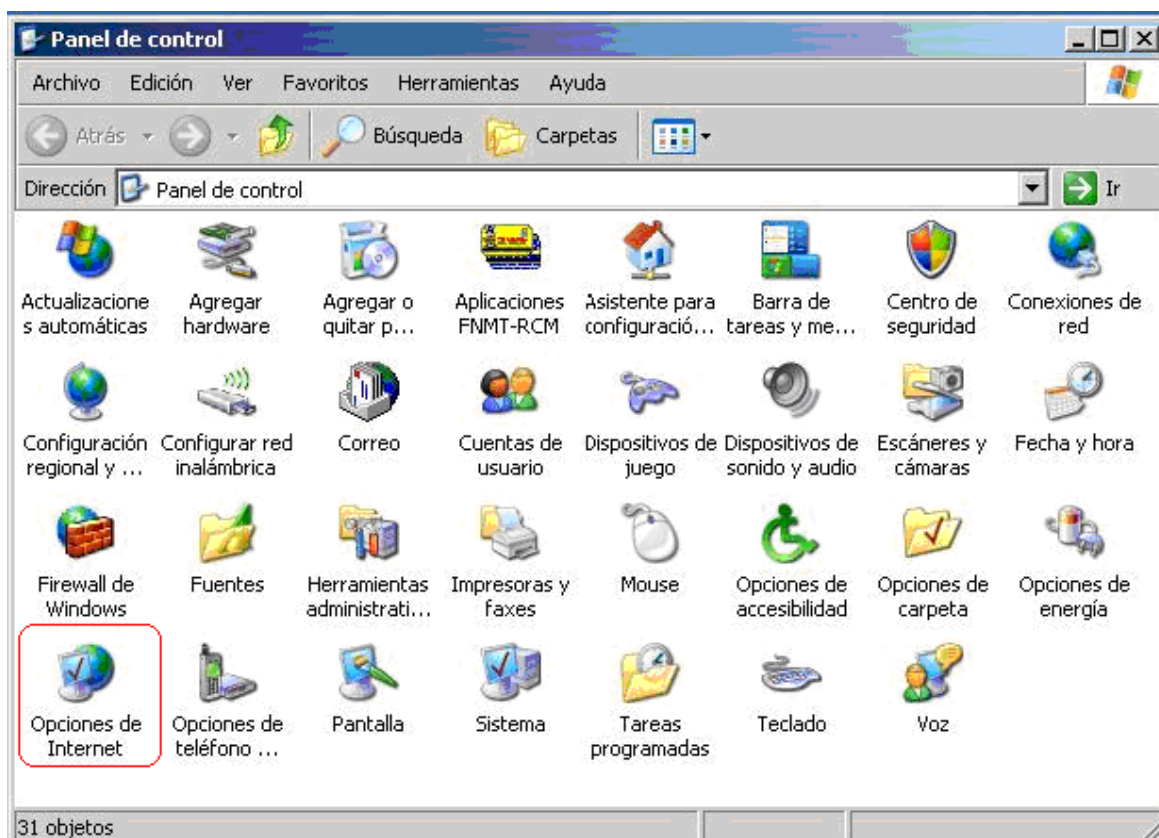 Panel de control
Archivo Edición Ver Favoritos Herramientas Ayuda
Atrás Búsqueda Carpetas
Dirección Panel de control Ir
Actualizacione
s automáticas
Agregar
hardware
Agregar o
quitar p...
Aplicaciones
FNMT-RCM
Asistente para
configuració...
Barra de
tareas y me...
Centro de
seguridad
Conexiones de
red
Configuración
regional y ...
Configurar red
inalámbrica
Correo
Cuentas de
usuario
Dispositivos de
juego
Dispositivos de
sonido y audio
Escáneres y
cámaras
Fecha y hora
Firewall de
Windows
Fuentes
Herramientas
administrati...
Impresoras y
faxes
Mouse
Opciones de
accesibilidad
Opciones de
carpeta
Opciones de
energía
Opciones de
Internet
Opciones de
teléfono ...
Pantalla
Sistema
Tareas
programadas
Teclado
Voz
31 objetos